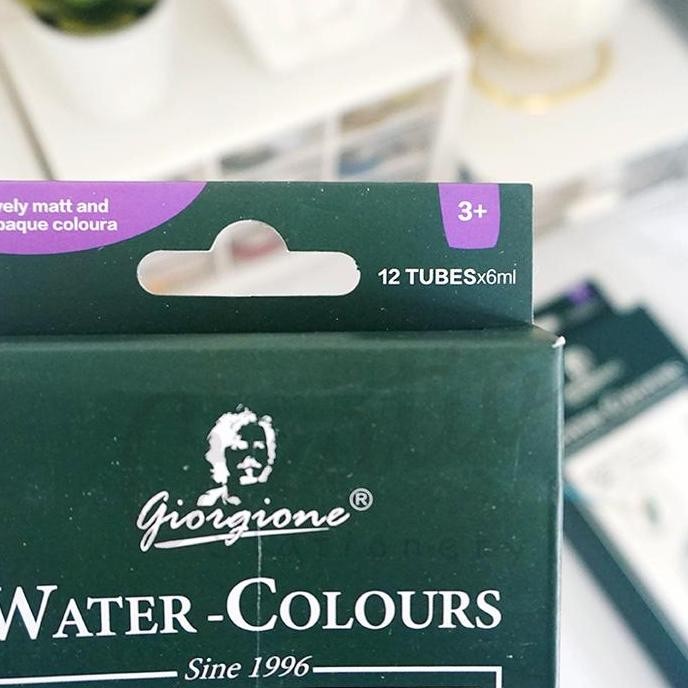 vely matt and
paque coloura
3+
12 TUBESx6ml
Giorgione®
WATER-COLOURS
Sine 1996